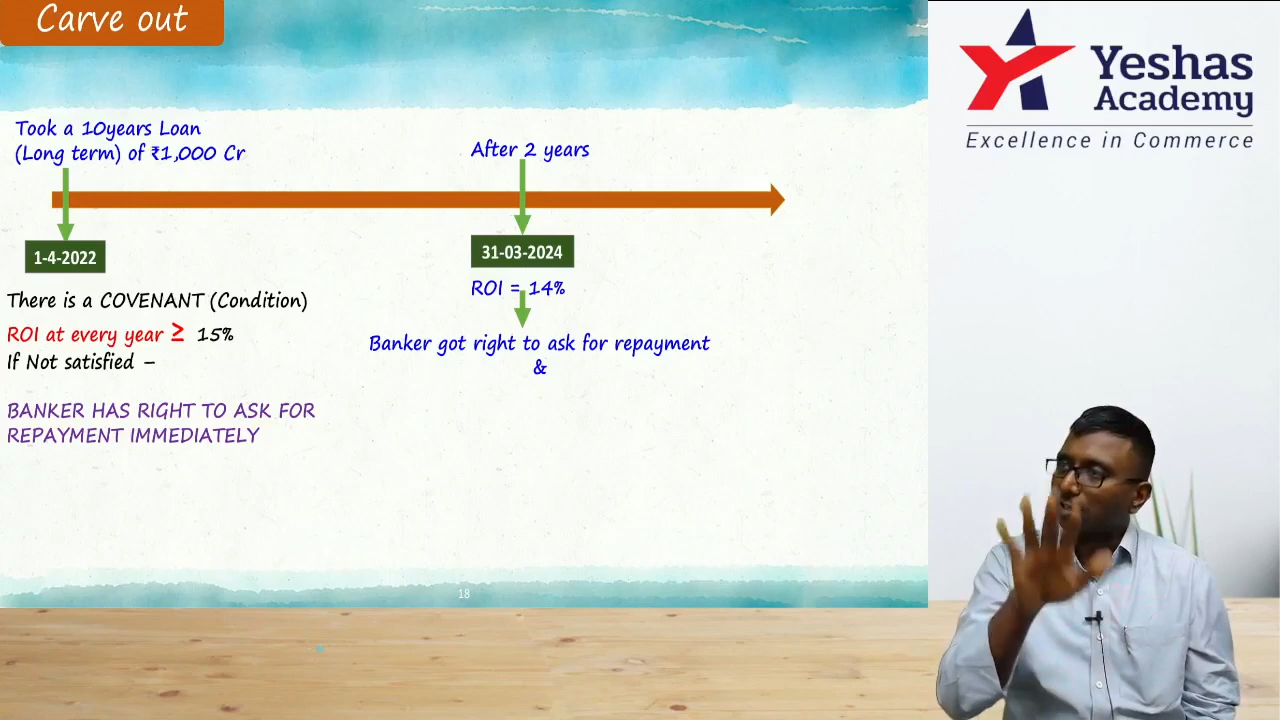 Carve out
Took a 10years Loan
(Long term) of ₹1,000 Cr
After 2 years
1-4-2022
31-03-2024
There is a COVENANT (Condition)
ROI at every year ≥ 15%
If Not satisfied –
BANKER HAS RIGHT TO ASK FOR
REPAYMENT IMMEDIATELY
ROI = 14%
Banker got right to ask for repayment
&
18
Yeshas
Academy
Excellence in Commerce